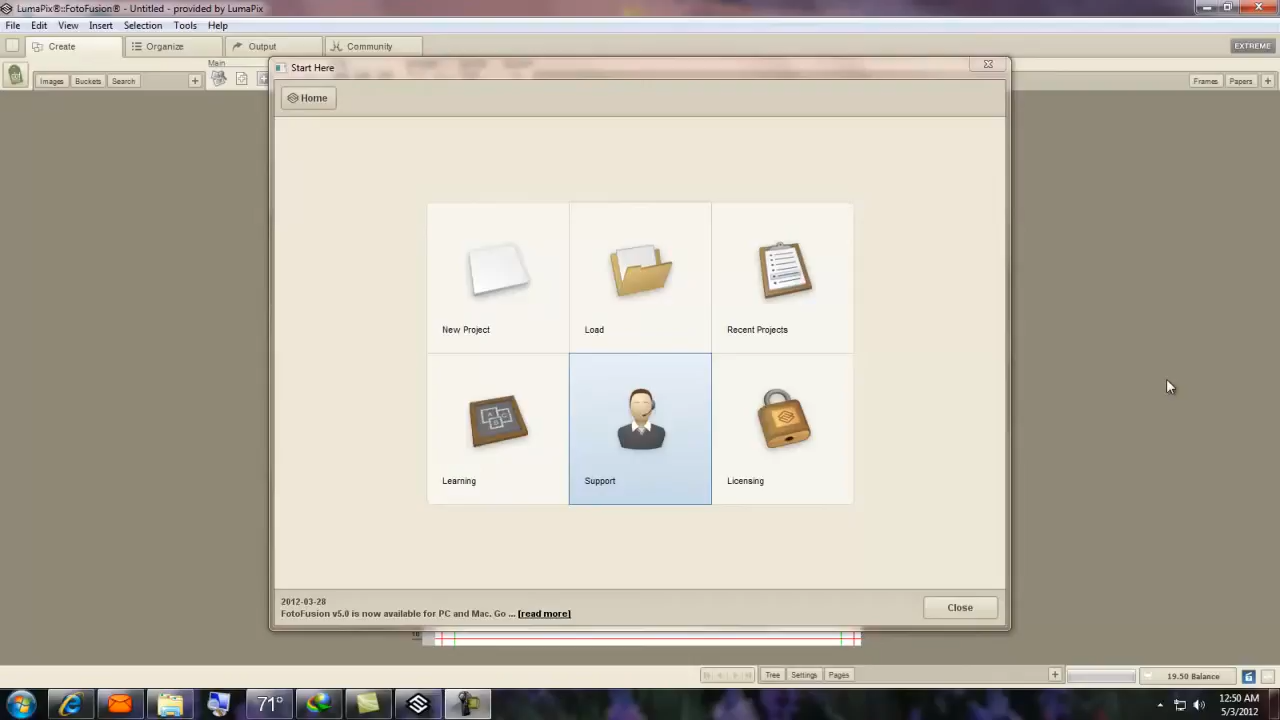 LumaPix®::FotoFusion® - Untitled - provided by LumaPix
File Edit View Insert Selection Tools Help
Create Organize Output Community EXTREME
Main
Images Buckets Search + Frames Papers +
Start Here
Home
New Project Load Recent Projects
Learning Support Licensing
2012-03-28
FotoFusion v5.0 is now available for PC and Mac. Go ... [read more]
Close
Tree Settings Pages + 19.50 Balance
71°
12:50 AM
5/3/2012